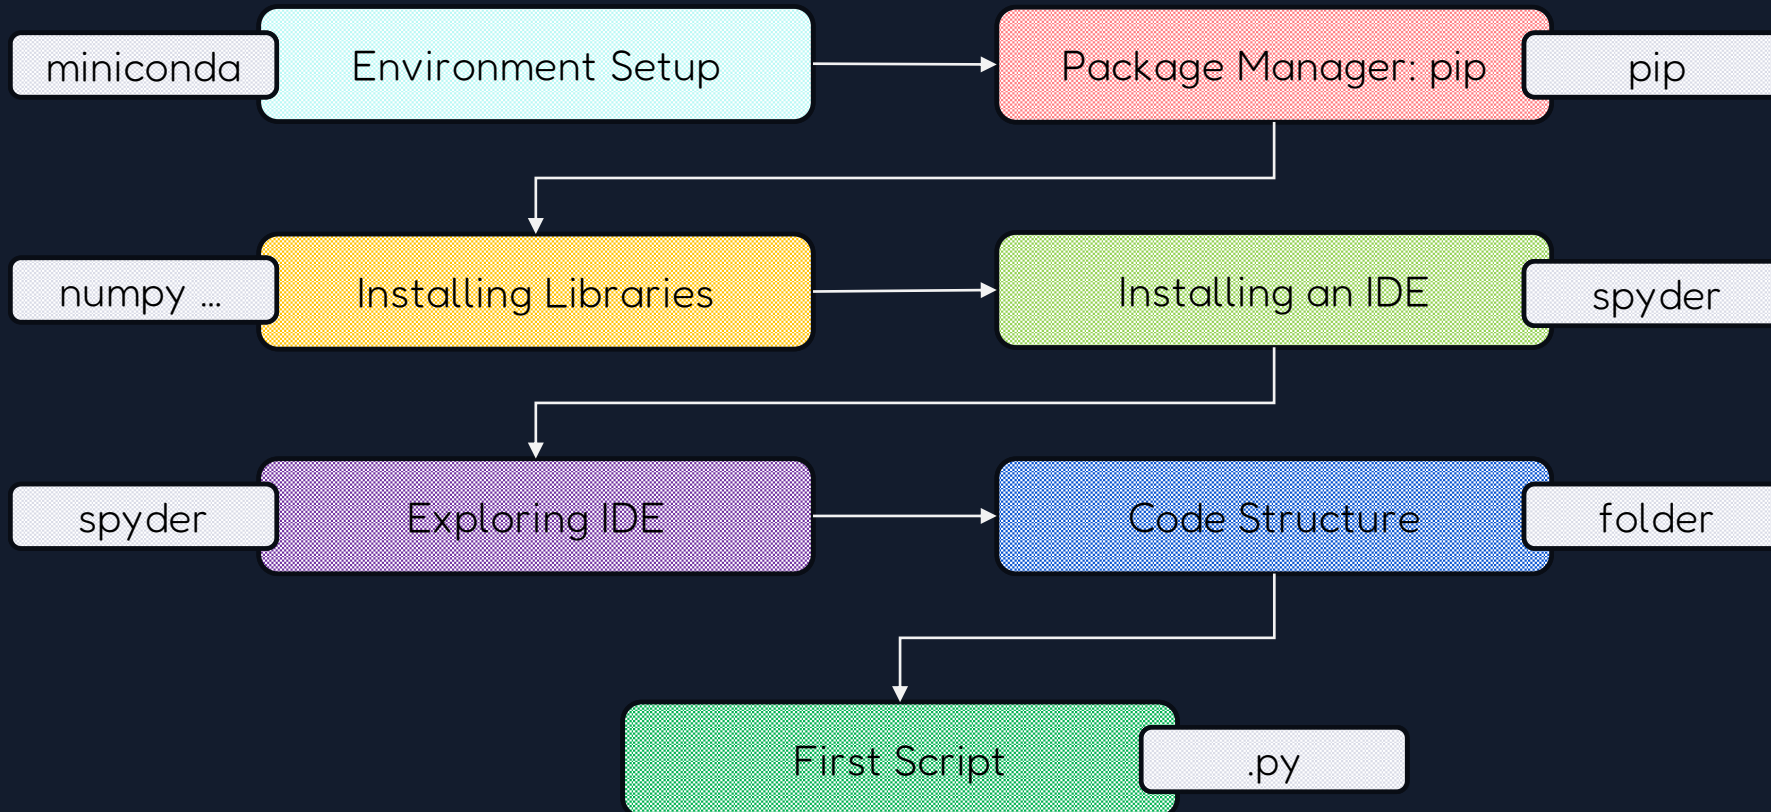 miniconda
Environment Setup
Package Manager: pip
pip
numpy ...
Installing Libraries
Installing an IDE
spyder
spyder
Exploring IDE
Code Structure
folder
First Script
.py